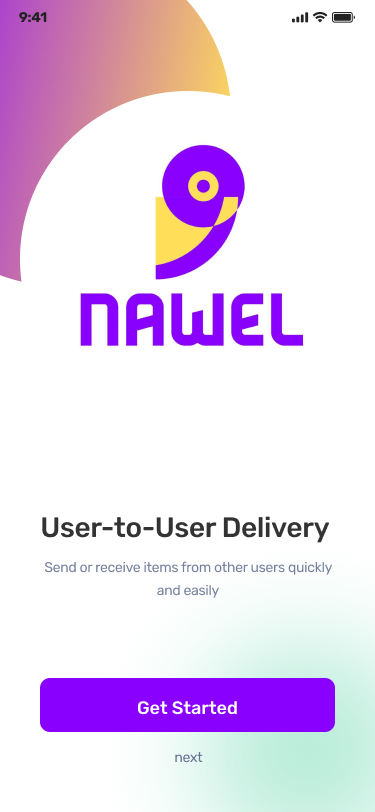 9:41
NAWEL
User-to-User Delivery
Send or receive items from other users quickly
and easily
Get Started
next